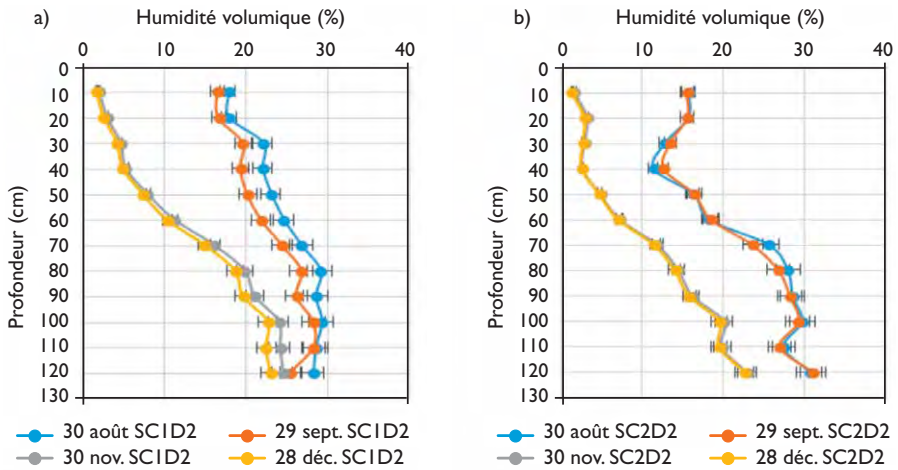 a) Humidité volumique (%)
0 10 20 30 40
0
10
20
30
40
50
60
70
80
90
100
110
120
130
Profondeur (cm)
30 août SC1D2 29 sept. SC1D2
30 nov. SC1D2 28 déc. SC1D2
b) Humidité volumique (%)
0 10 20 30 40
0
10
20
30
40
50
60
70
80
90
100
110
120
130
Profondeur (cm)
30 août SC2D2 29 sept. SC2D2
30 nov. SC2D2 28 déc. SC2D2